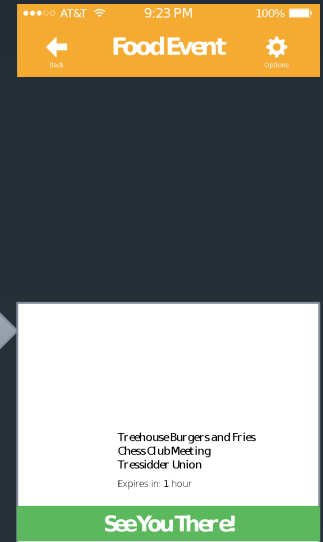 AT&T 9:23 PM 100%
Food Event
Back
Options
Treehouse Burgers and Fries
Chess Club Meeting
Tressidder Union
Expires in: 1 hour
See You There!